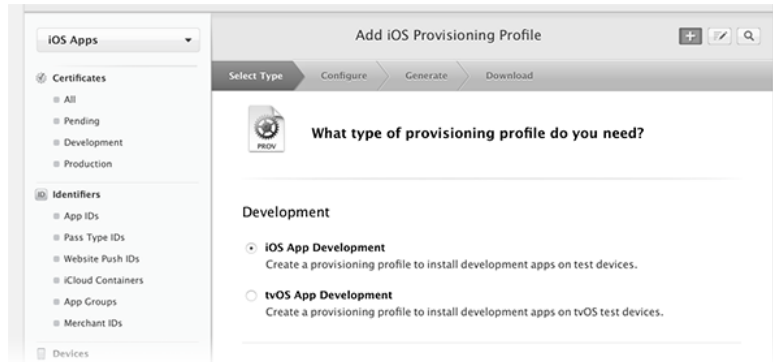 iOS Apps
Add iOS Provisioning Profile
Certificates
All
Pending
Development
Production
ID Identifiers
App IDs
Pass Type IDs
Website Push IDs
iCloud Containers
App Groups
Merchant IDs
Devices
Select Type Configure Generate Download
PROV
What type of provisioning profile do you need?
Development
iOS App Development
Create a provisioning profile to install development apps on test devices.
tvOS App Development
Create a provisioning profile to install development apps on tvOS test devices.